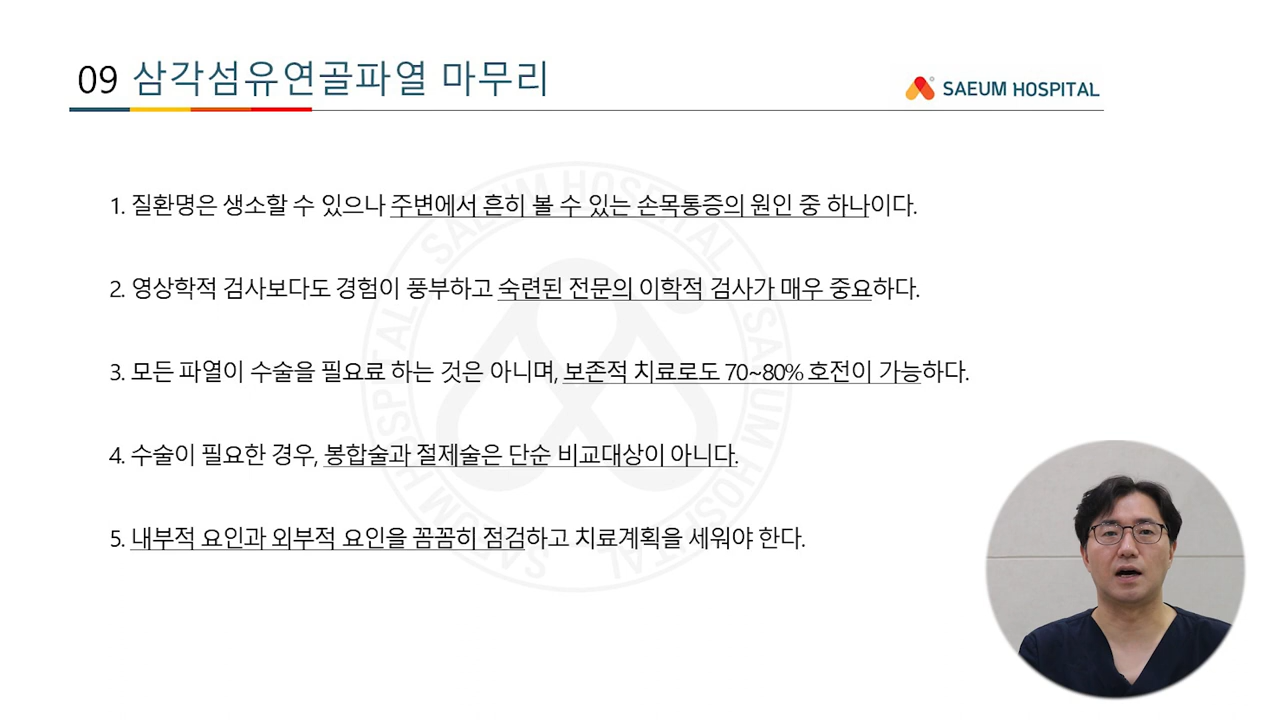 09 삼각섬유연골파열 마무리
SAEUM HOSPITAL
1. 질환명은 생소할 수 있으나 주변에서 흔히 볼 수 있는 손목통증의 원인 중 하나이다.
2. 영상학적 검사보다도 경험이 풍부하고 숙련된 전문의 이학적 검사가 매우 중요하다.
3. 모든 파열이 수술을 필요료 하는 것은 아니며, 보존적 치료로도 70~80% 호전이 가능하다.
4. 수술이 필요한 경우, 봉합술과 절제술은 단순 비교대상이 아니다.
5. 내부적 요인과 외부적 요인을 꼼꼼히 점검하고 치료계획을 세워야 한다.
SAEUM HOSPITAL SAEUM HOSPITAL SAEUM HOSPITAL